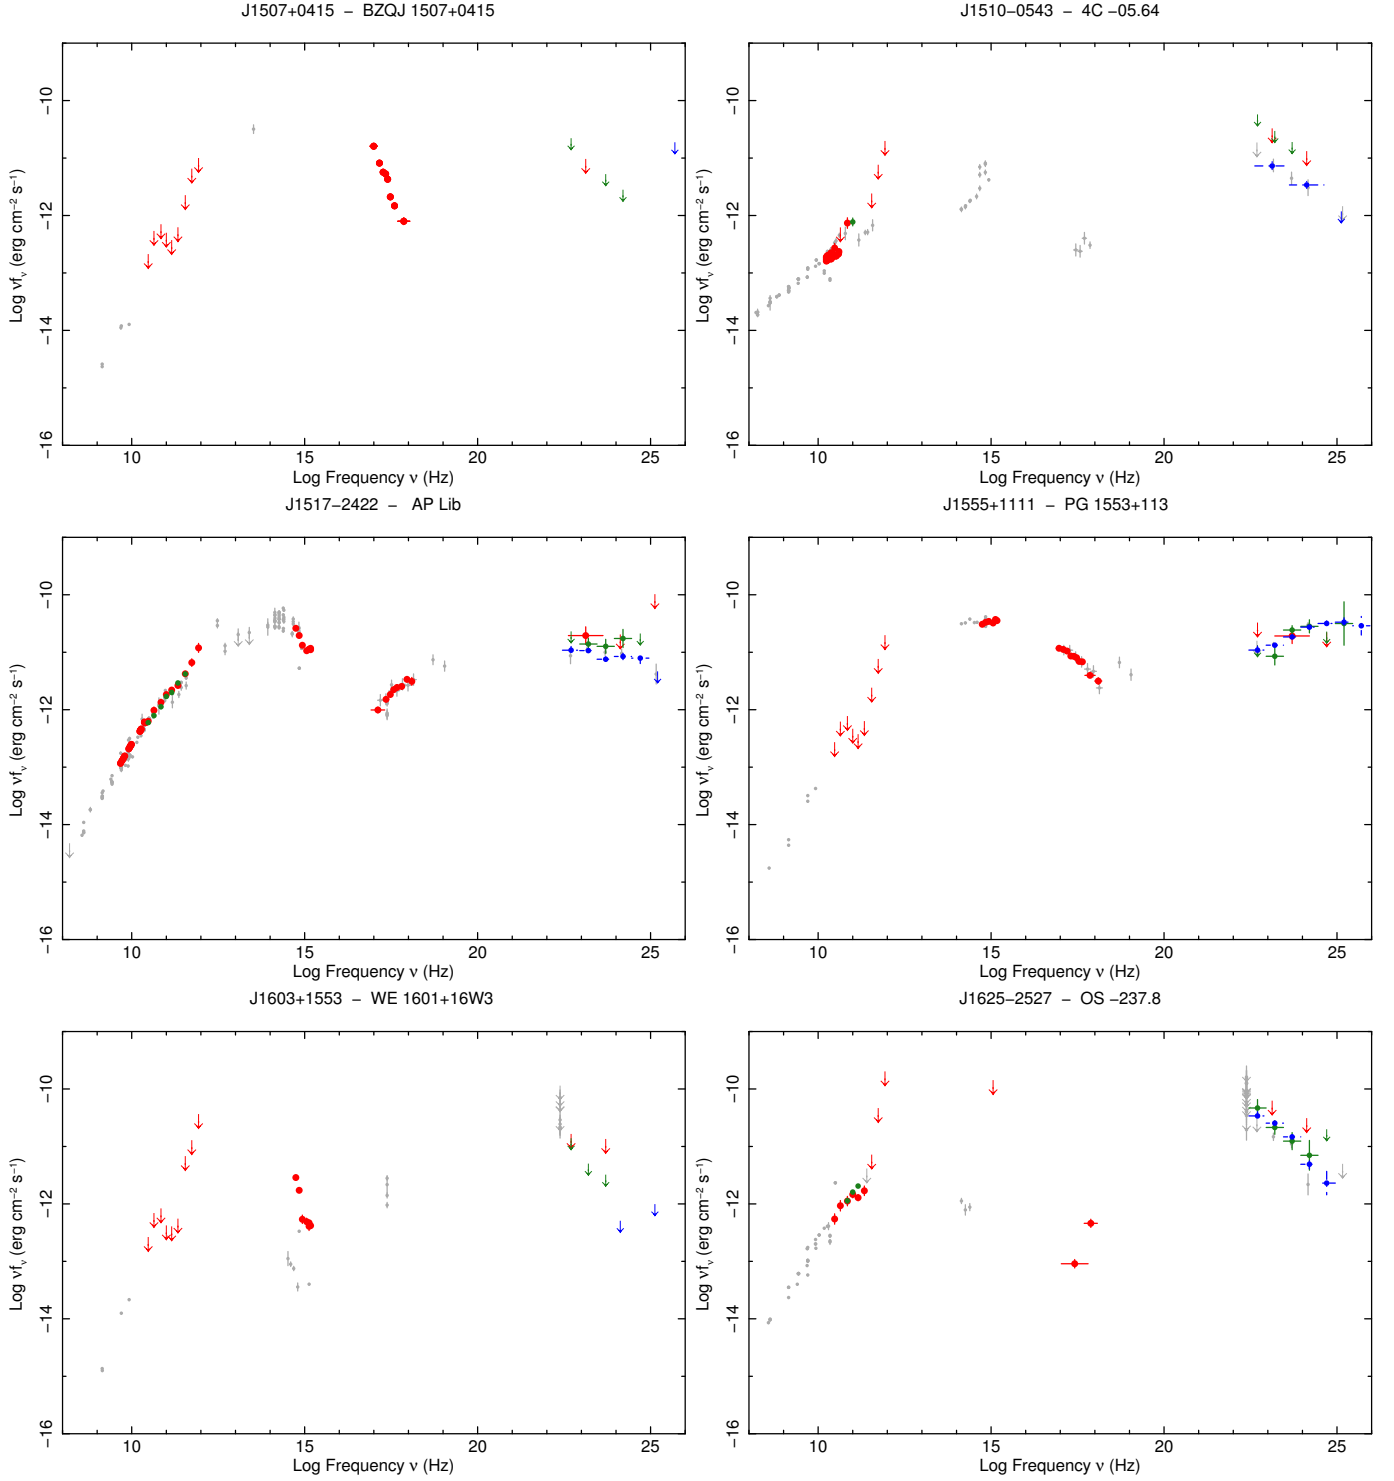 J1507+0415 − BZQJ 1507+0415
−10
−12
−14
−16
Log νfν (erg cm−2 s−1)
10 15 20 25
Log Frequency ν (Hz)
J1510−0543 − 4C −05.64
−10
−12
−14
−16
Log νfν (erg cm−2 s−1)
10 15 20 25
Log Frequency ν (Hz)
J1517−2422 − AP Lib
−10
−12
−14
−16
Log νfν (erg cm−2 s−1)
10 15 20 25
Log Frequency ν (Hz)
J1555+1111 − PG 1553+113
−10
−12
−14
−16
Log νfν (erg cm−2 s−1)
10 15 20 25
Log Frequency ν (Hz)
J1603+1553 − WE 1601+16W3
−10
−12
−14
−16
Log νfν (erg cm−2 s−1)
10 15 20 25
Log Frequency ν (Hz)
J1625−2527 − OS −237.8
−10
−12
−14
−16
Log νfν (erg cm−2 s−1)
10 15 20 25
Log Frequency ν (Hz)